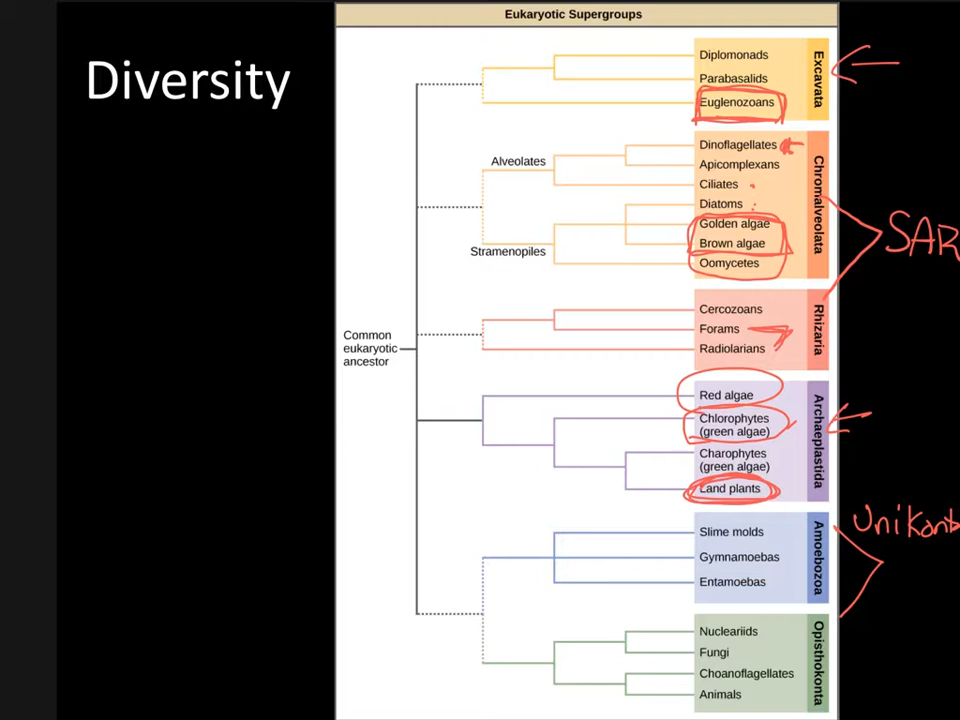 Diversity
Eukaryotic Supergroups
Diplomonads
Parabasalids
Euglenozoans
Excavata
Alveolates
Dinoflagellates
Apicomplexans
Ciliates
Stramenopiles
Diatoms
Golden algae
Brown algae
Oomycetes
Chromalveolata
SAR
Cercozoans
Forams
Radiolarians
Rhizaria
Common
eukaryotic
ancestor
Red algae
Chlorophytes
(green algae)
Charophytes
(green algae)
Land plants
Archaeplastida
Slime molds
Gymnamoebas
Entamoebas
Amoebozoa
Unikonts
Nucleariids
Fungi
Choanoflagellates
Animals
Opisthokonta